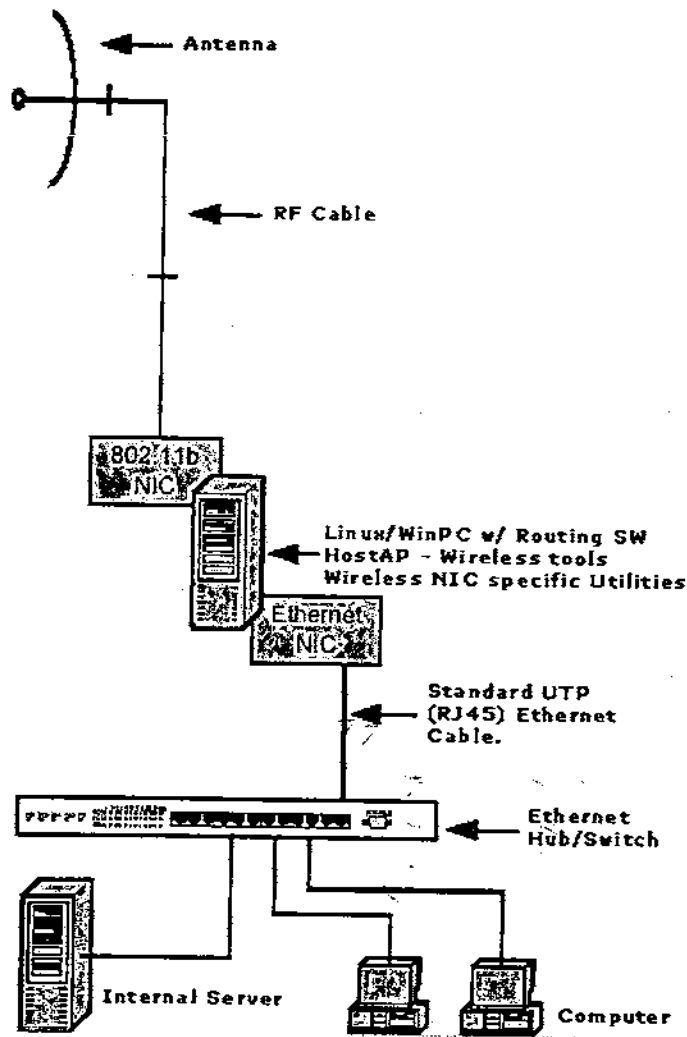 Antenna
RF Cable
802.11b
NIC
Linux/WinPC w/ Routing SW
HostAP - Wireless tools
Wireless NIC specific Utilities
Ethernet
NIC
Standard UTP
(RJ45) Ethernet
Cable.
Ethernet
Hub/Switch
Internal Server
Computer